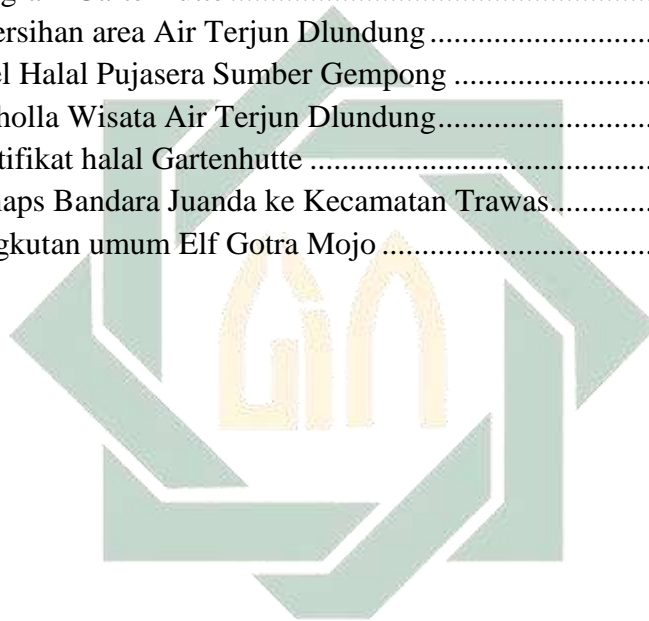 ersihan area Air Terjun Dlundung ..............................
el Halal Pujasera Sumber Gempong ...........................
holla Wisata Air Terjun Dlundung.............................
tifikat halal Gartenhutte ............................................
naps Bandara Juanda ke Kecamatan Trawas..............
gkutan umum Elf Gotra Mojo ....................................